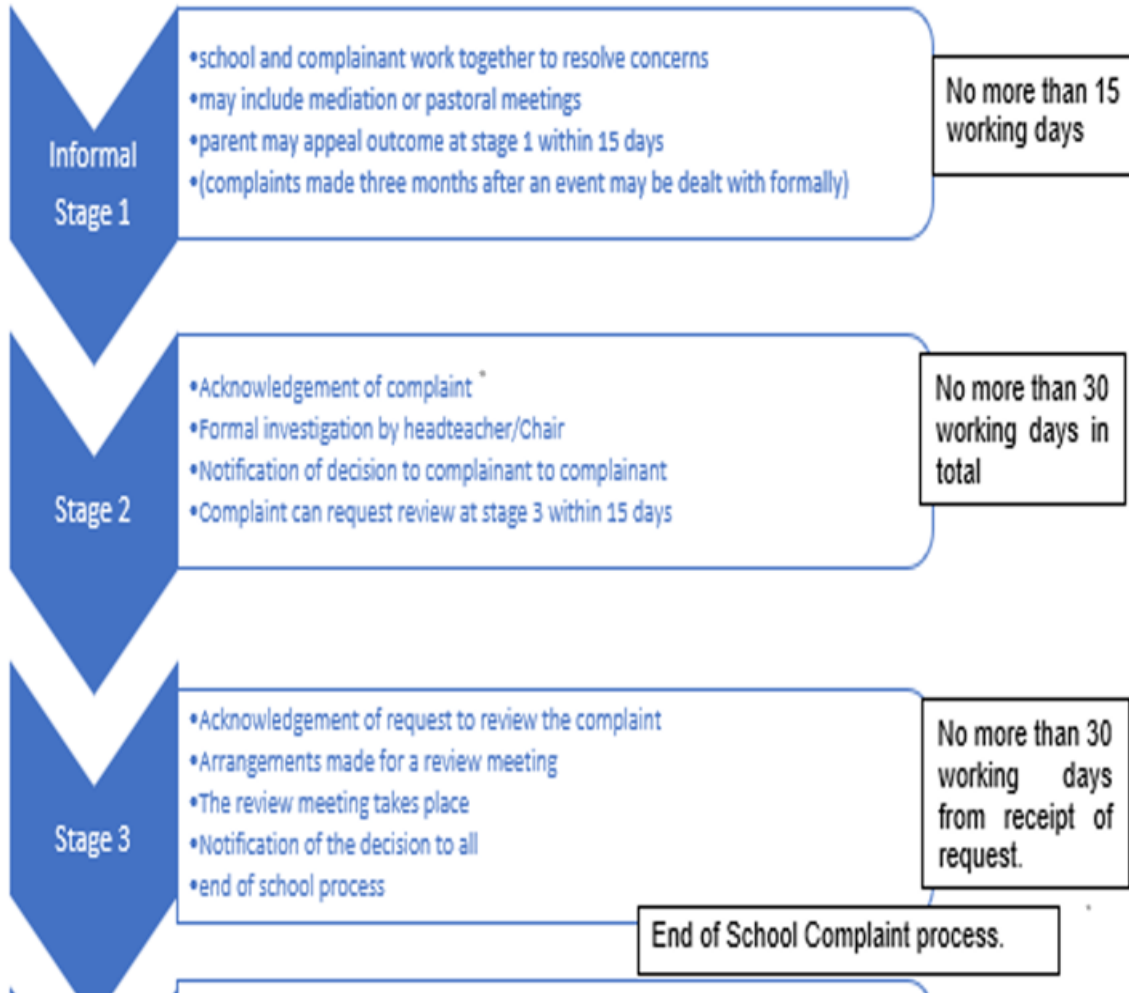 Informal
Stage 1
•school and complainant work together to resolve concerns
•may include mediation or pastoral meetings
•parent may appeal outcome at stage 1 within 15 days
•(complaints made three months after an event may be dealt with formally)
No more than 15
working days
Stage 2
•Acknowledgement of complaint
•Formal investigation by headteacher/Chair
•Notification of decision to complainant to complainant
•Complaint can request review at stage 3 within 15 days
No more than 30
working days in
total
Stage 3
•Acknowledgement of request to review the complaint
•Arrangements made for a review meeting
•The review meeting takes place
•Notification of the decision to all
•end of school process
No more than 30
working days
from receipt of
request.
End of School Complaint process.